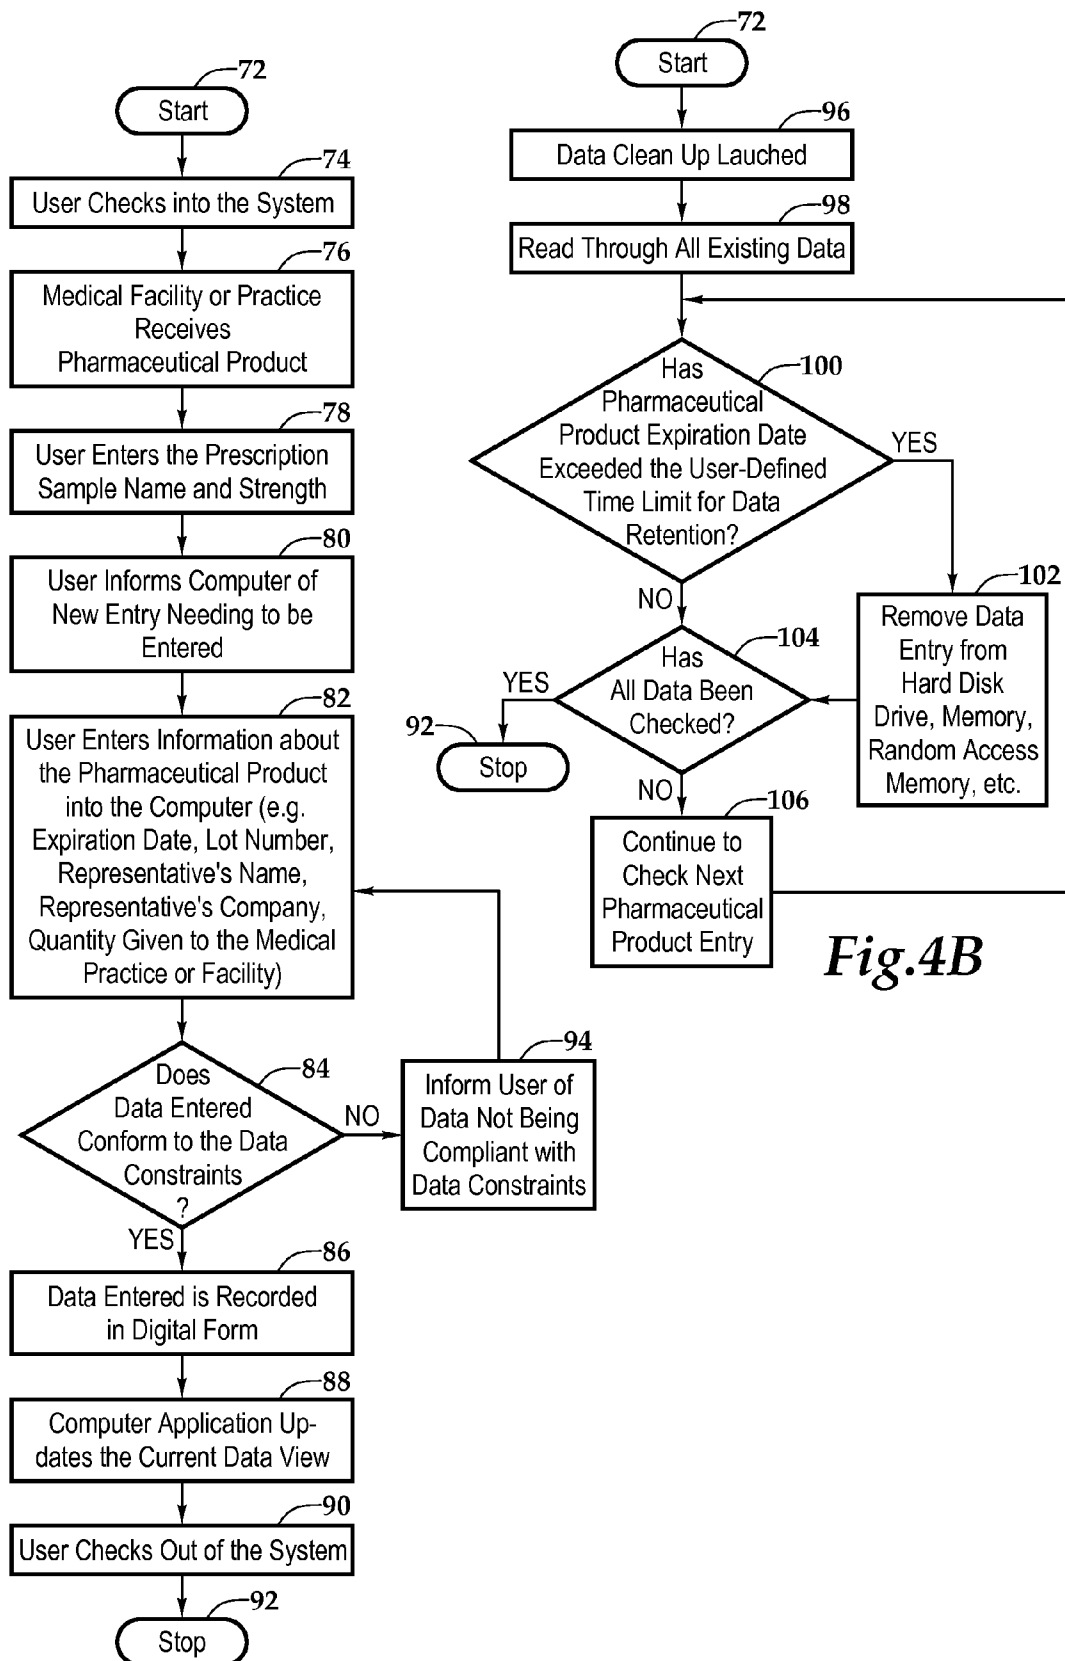 72
Start
74
User Checks into the System
76
Medical Facility or Practice
Receives
Pharmaceutical Product
78
User Enters the Prescription
Sample Name and Strength
80
User Informs Computer of
New Entry Needing to be
Entered
82
User Enters Information about
the Pharmaceutical Product
into the Computer (e.g.
Expiration Date, Lot Number,
Representative's Name,
Representative's Company,
Quantity Given to the Medical
Practice or Facility)
84
Does
Data Entered
Conform to the Data
Constraints
?
NO
94
Inform User of
Data Not Being
Compliant with
Data Constraints
YES
86
Data Entered is Recorded
in Digital Form
88
Computer Application Up-
dates the Current Data View
90
User Checks Out of the System
92
Stop
72
Start
96
Data Clean Up Lauched
98
Read Through All Existing Data
100
Has
Pharmaceutical
Product Expiration Date
Exceeded the User-Defined
Time Limit for Data
Retention?
YES
NO
102
Remove Data
Entry from
Hard Disk
Drive, Memory,
Random Access
Memory, etc.
104
Has
All Data Been
Checked?
YES
92
Stop
NO
106
Continue to
Check Next
Pharmaceutical
Product Entry
Fig.4B